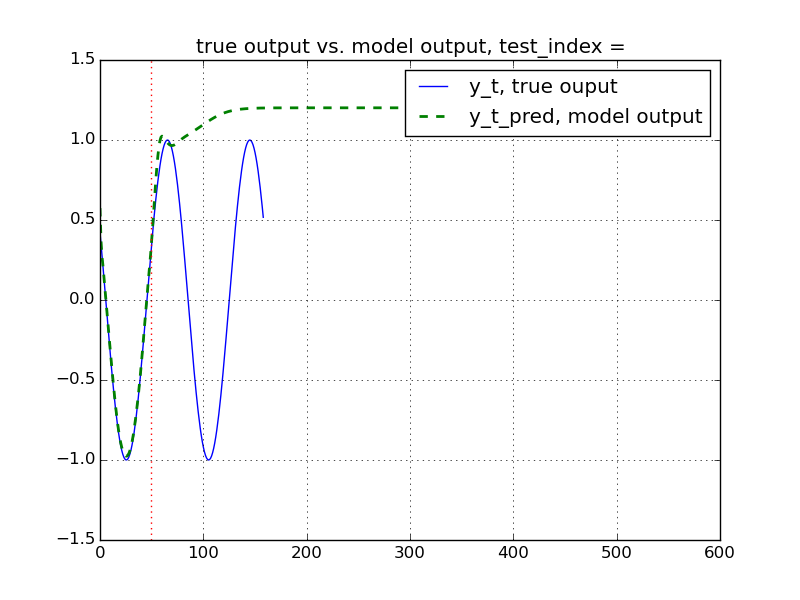 true output vs. model output, test_index =
y_t, true ouput
y_t_pred, model output
1.5
1.0
0.5
0.0
−0.5
−1.0
−1.5
0 100 200 300 400 500 600